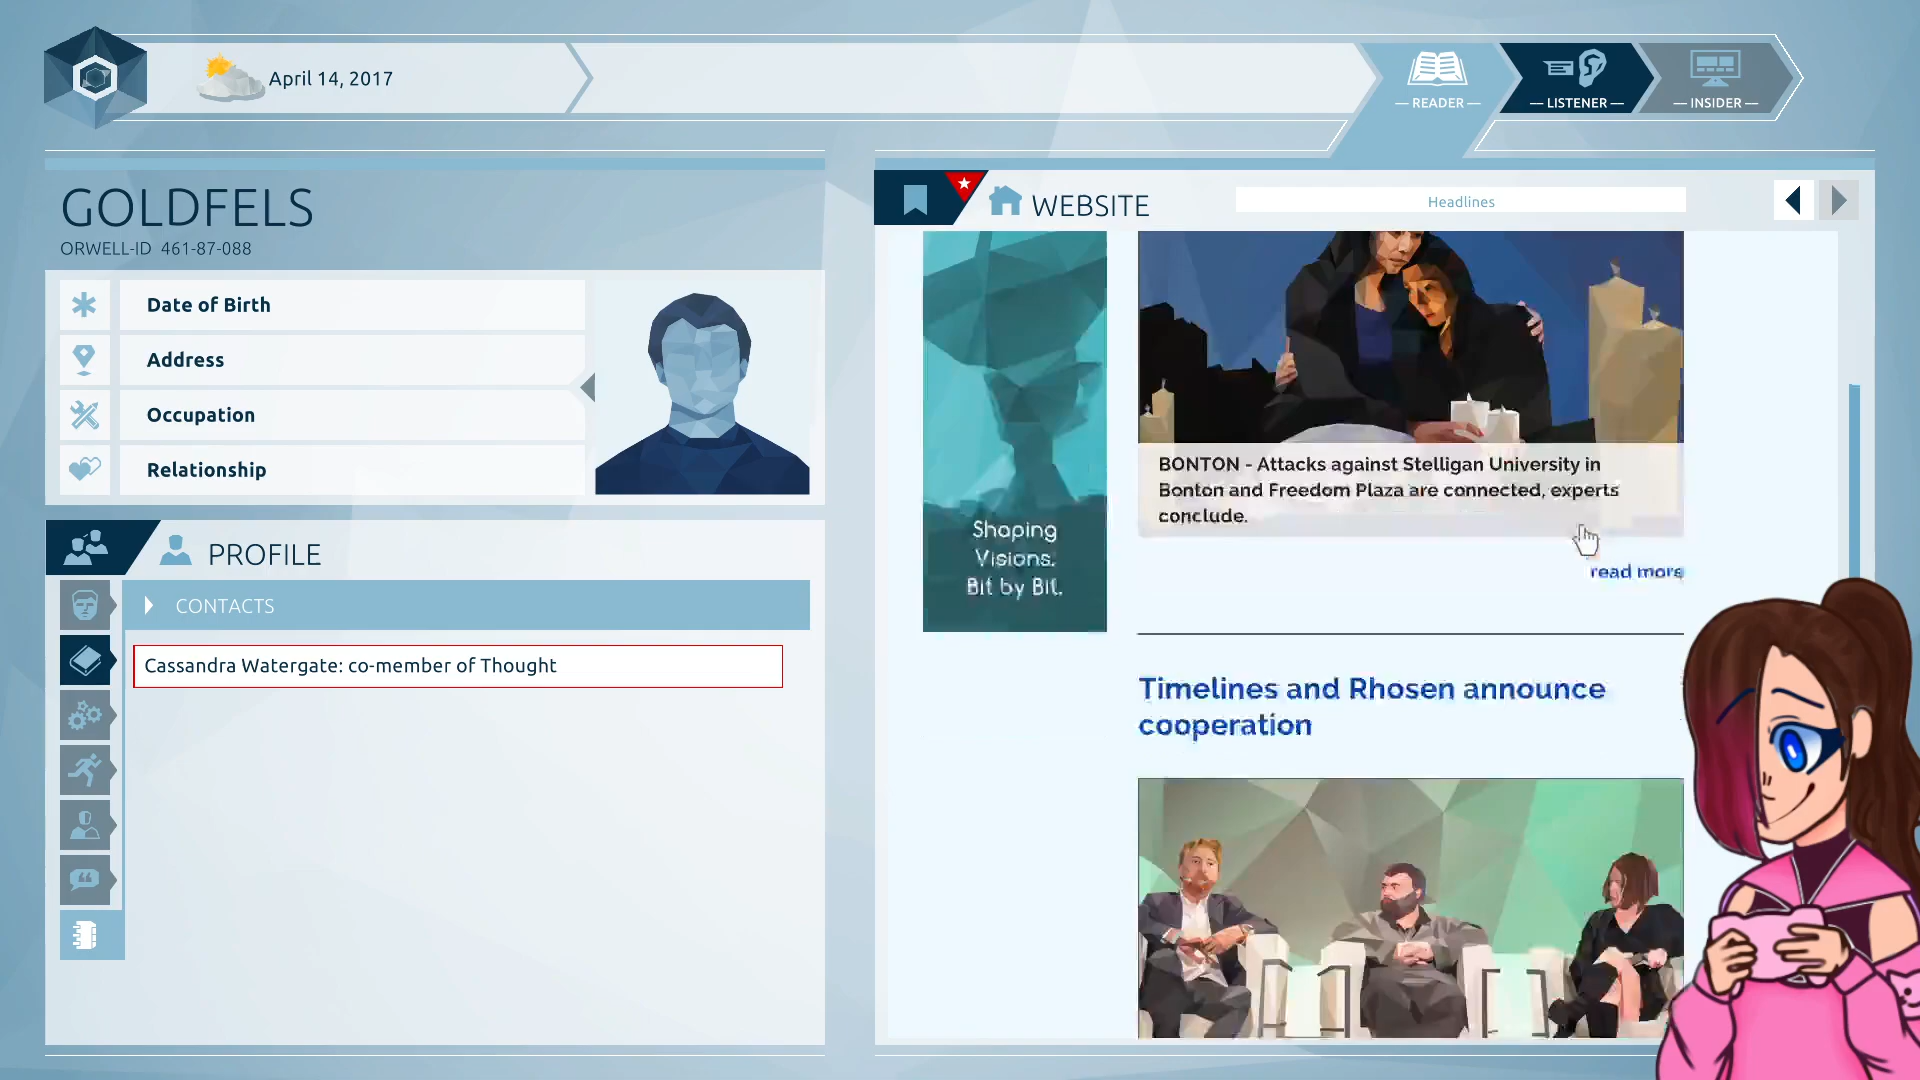 April 14, 2017
READER
LISTENER
INSIDER
GOLDFELS
ORWELL-ID 461-87-088
Date of Birth
Address
Occupation
Relationship
PROFILE
CONTACTS
Cassandra Watergate: co-member of Thought
WEBSITE
Headlines
Shaping
Visions.
Bit by Bit.
BONTON - Attacks against Stelligan University in
Bonton and Freedom Plaza are connected, experts
conclude.
read more
Timelines and Rhosen announce
cooperation